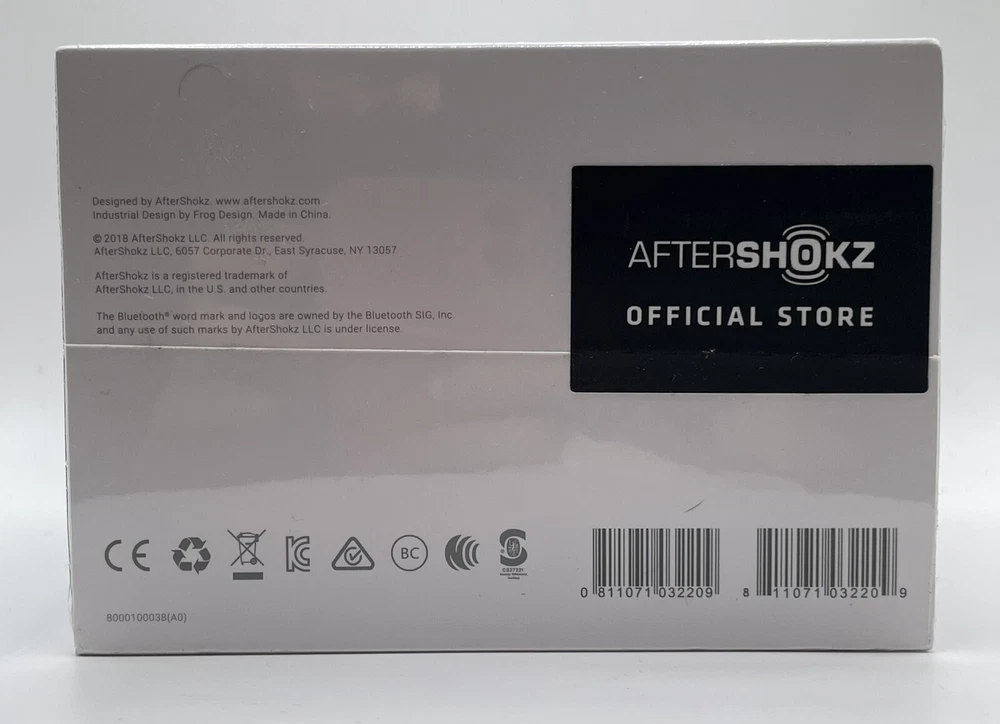 Designed by AfterShokz. www.aftershokz.com
Industrial Design by Frog Design. Made in China.
© 2018 AfterShokz LLC. All rights reserved.
AfterShokz LLC, 6057 Corporate Dr., East Syracuse, NY 13057
AfterShokz is a registered trademark of
AfterShokz LLC, in the U.S. and other countries.
The Bluetooth® word mark and logos are owned by the Bluetooth SIG, Inc
and any use of such marks by AfterShokz LLC is under license.
AFTERSHOKZ
OFFICIAL STORE
CE
BC
0 811071 032209
8 11071 03220 9
8000100038(A0)